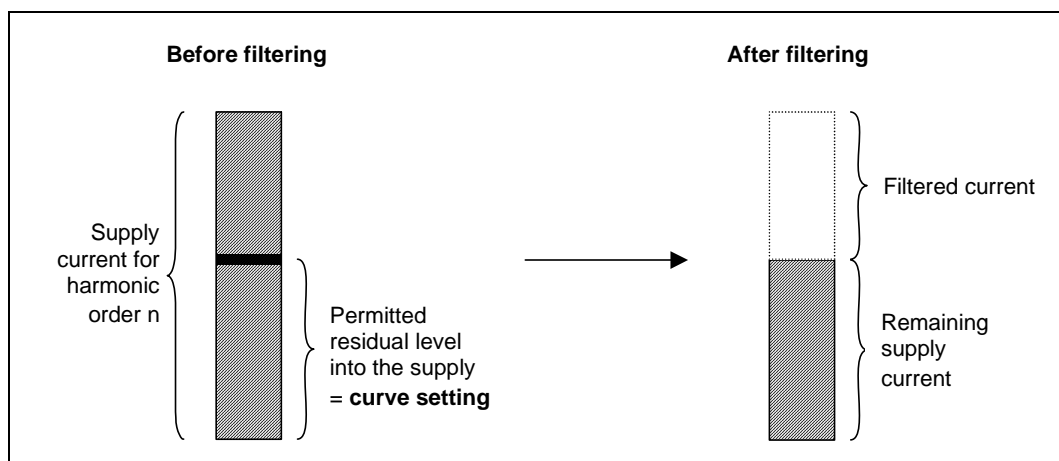 Before filtering
After filtering
Supply
current for
harmonic
order n
Permitted
residual level
into the supply
= curve setting
Filtered current
Remaining
supply
current